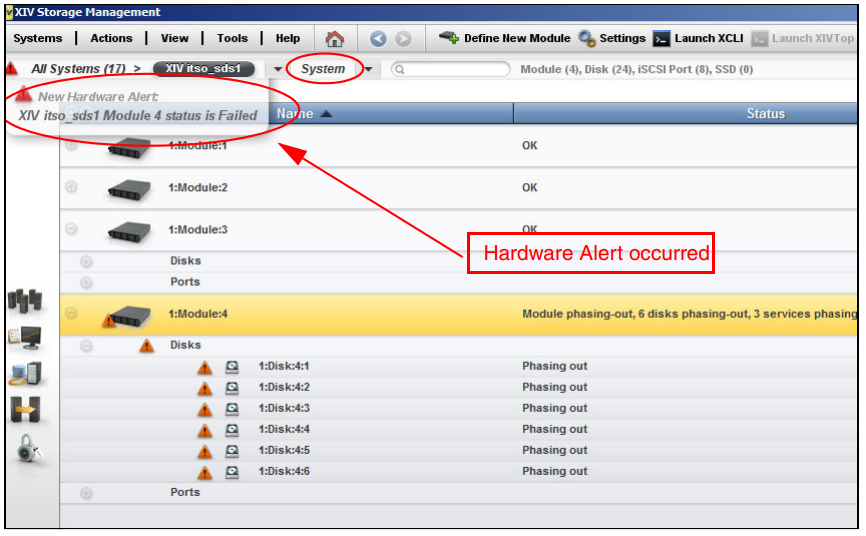 XIV Storage Management
Systems | Actions | View | Tools | Help Define New Module Settings Launch XCLI Launch XIVTop
All Systems (17) > XIV itso_sds1 System Module (4), Disk (24), iSCSI Port (8), SSD (0)
New Hardware Alert:
XIV itso_sds1 Module 4 status is Failed
Name Status
1:Module:1 OK
1:Module:2 OK
1:Module:3 OK
Hardware Alert occurred
Disks
Ports
1:Module:4 Module phasing-out, 6 disks phasing-out, 3 services phasing
Disks
1:Disk:4:1 Phasing out
1:Disk:4:2 Phasing out
1:Disk:4:3 Phasing out
1:Disk:4:4 Phasing out
1:Disk:4:5 Phasing out
1:Disk:4:6 Phasing out
Ports